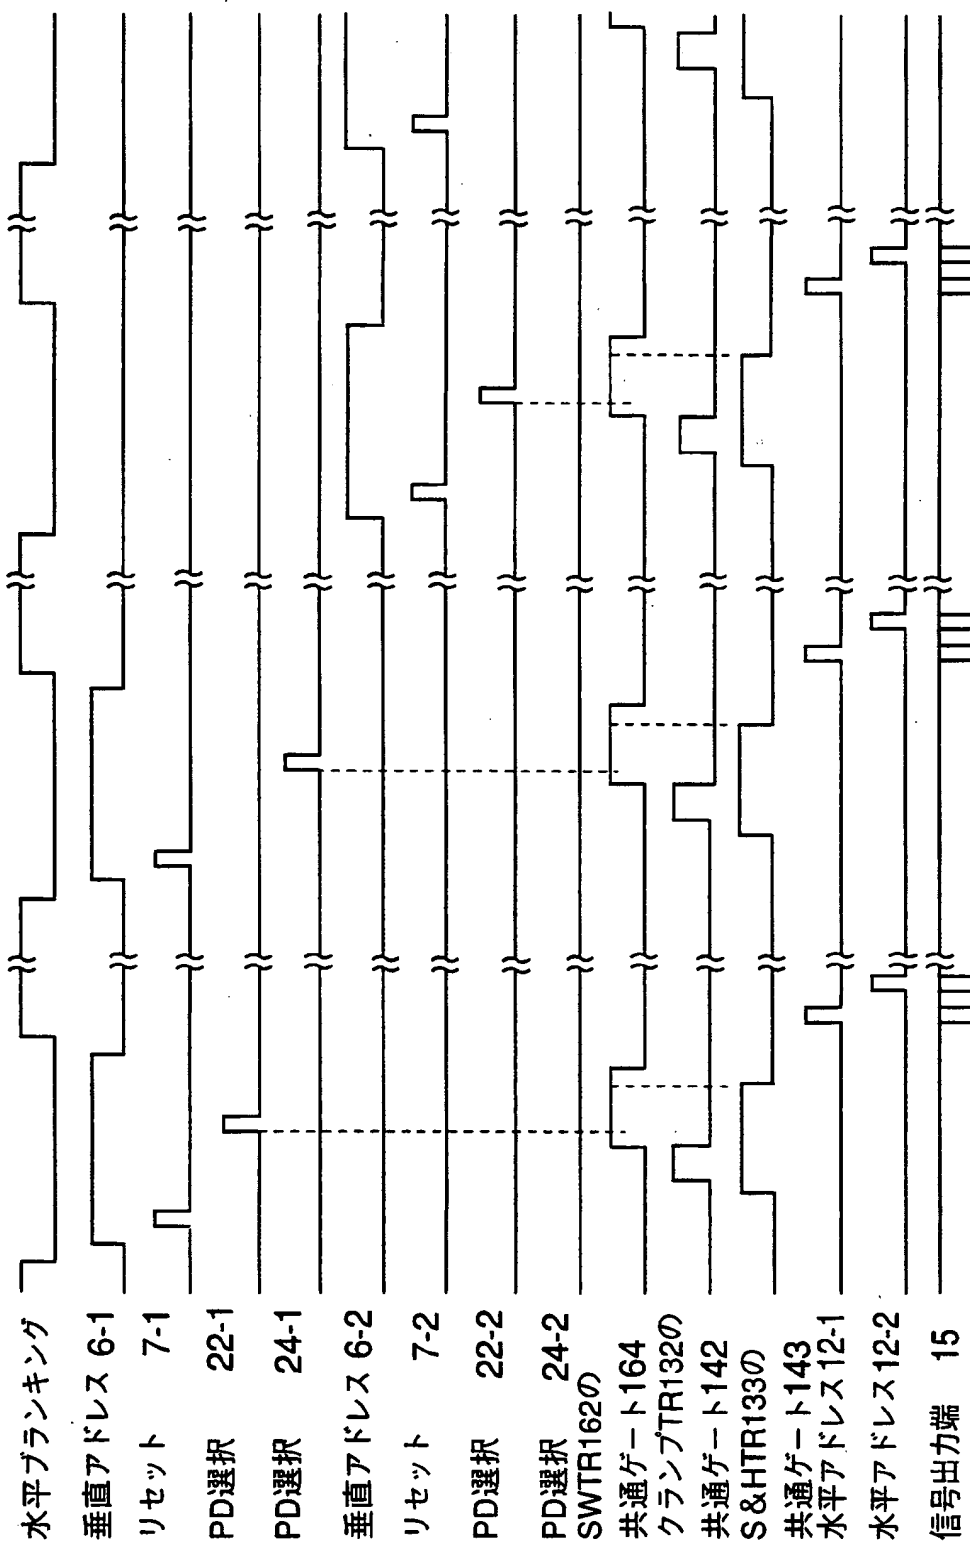 水平ブランキング
垂直アドレス 6-1
リセット 7-1
PD選択 22-1
PD選択 24-1
垂直アドレス 6-2
リセット 7-2
PD選択 22-2
PD選択 24-2
SWTR162の
共通ゲート164
クランプTR132の
共通ゲート142
S&HTR133の
共通ゲート143
水平アドレス12-1
水平アドレス12-2
信号出力端 15